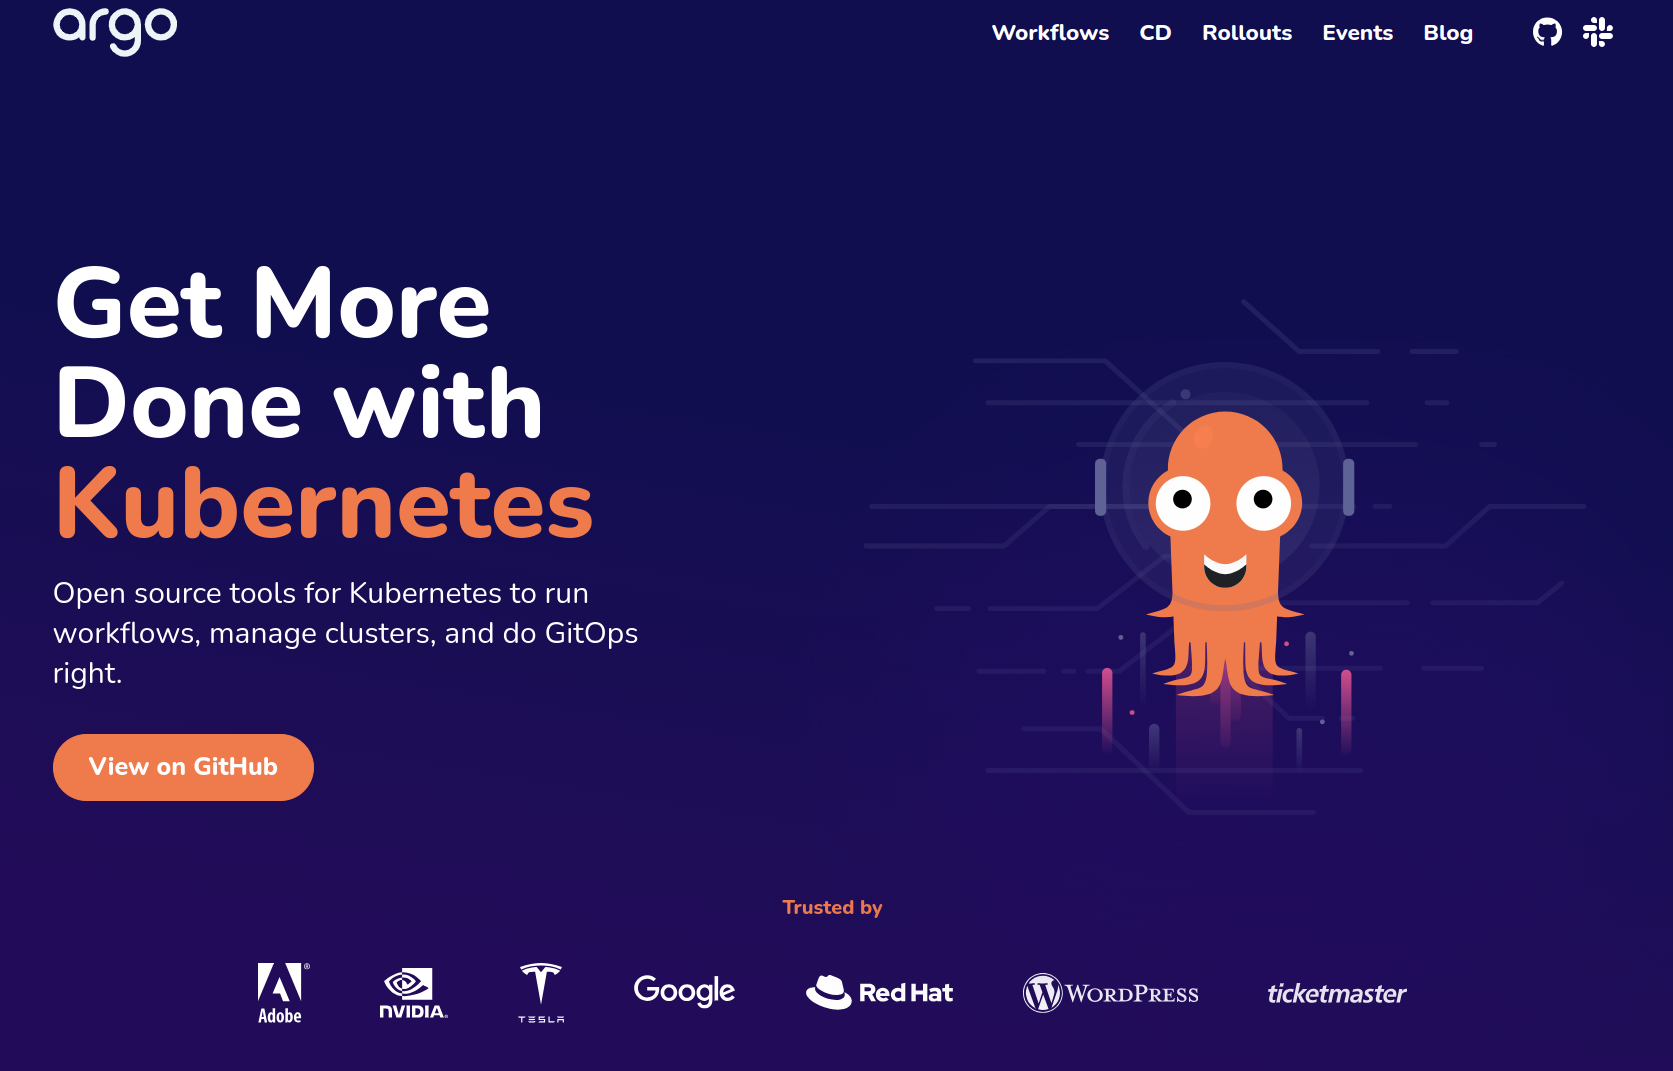 argo
Workflows CD Rollouts Events Blog
Get More
Done with
Kubernetes
Open source tools for Kubernetes to run
workflows, manage clusters, and do GitOps
right.
View on GitHub
Trusted by
Adobe ®
NVIDIA®
TESLA
Google
Red Hat
WORDPRESS
ticketmaster